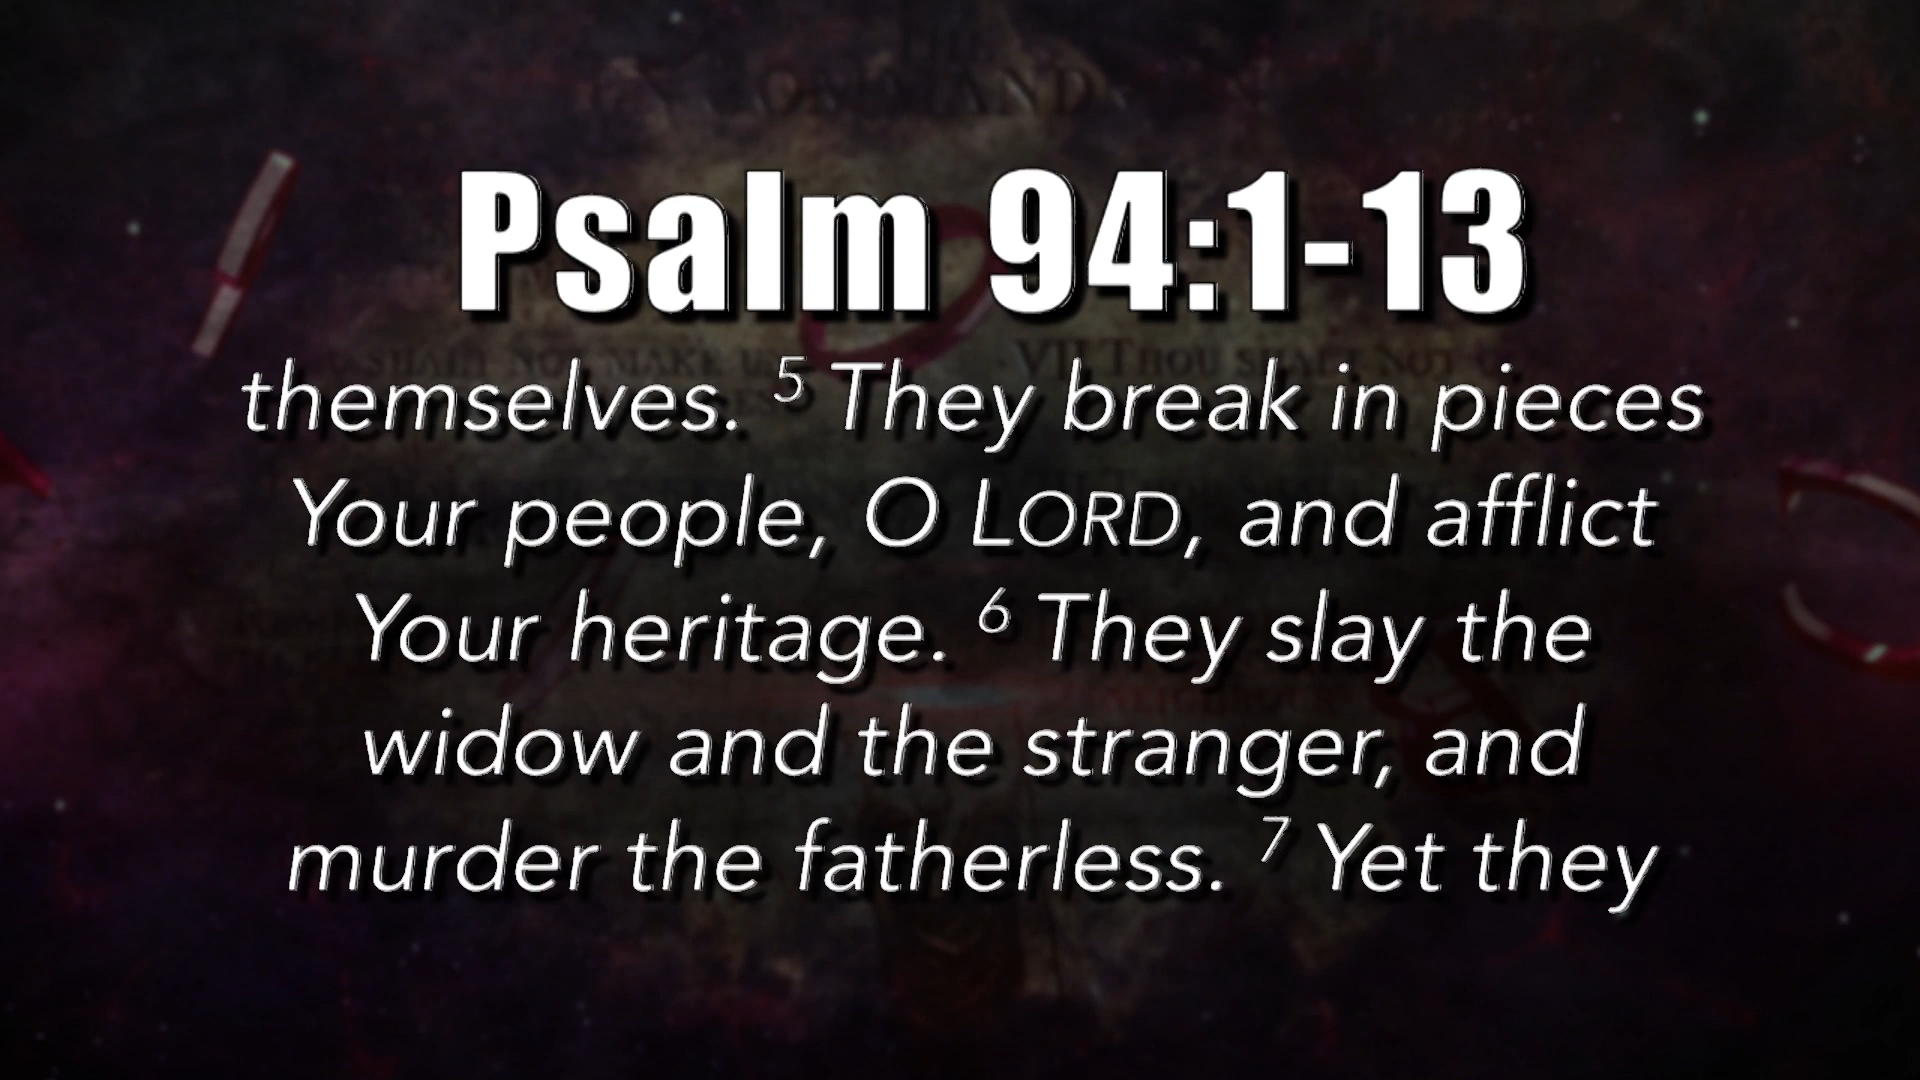 Psalm 94:1-13
themselves. 5 They break in pieces
Your people, O LORD, and afflict
Your heritage. 6 They slay the
widow and the stranger, and
murder the fatherless. 7 Yet they